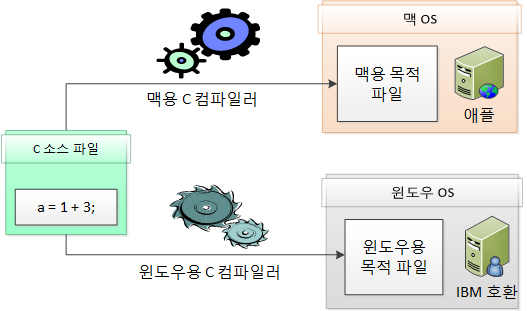 맥 OS
맥용 목적
파일
애플
맥용 C 컴파일러
C 소스 파일
a = 1 + 3;
윈도우 OS
윈도우용
목적 파일
IBM 호환
윈도우용 C 컴파일러